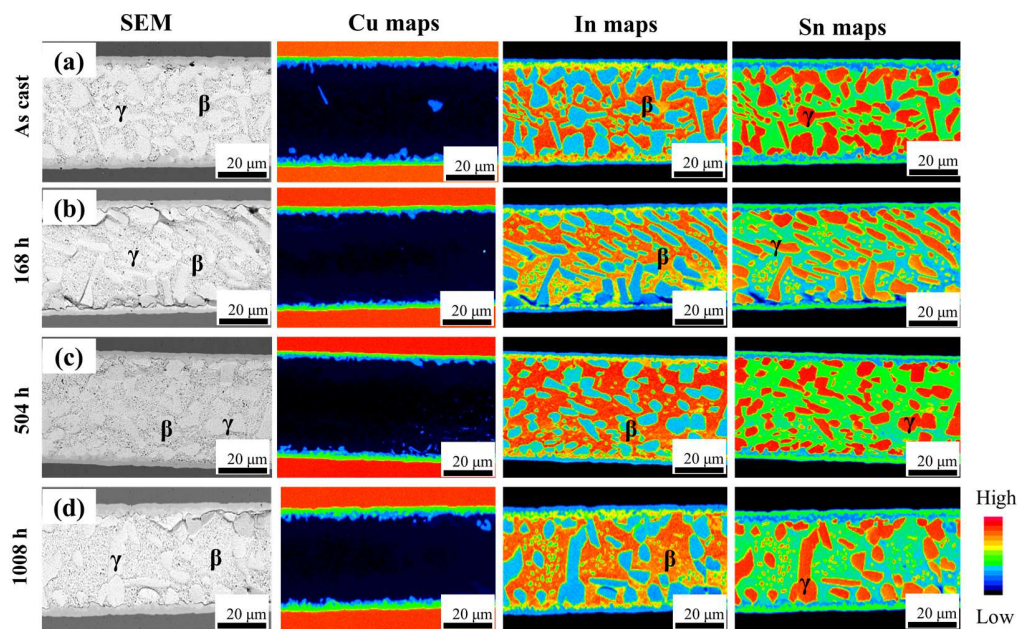 SEM Cu maps In maps Sn maps
As cast (a) γ β β γ
20 μm 20 μm 20 μm 20 μm
168 h (b) γ β β γ
20 μm 20 μm 20 μm 20 μm
504 h (c) β γ β γ
20 μm 20 μm 20 μm 20 μm
High
1008 h (d) γ β β γ
20 μm 20 μm 20 μm 20 μm
Low